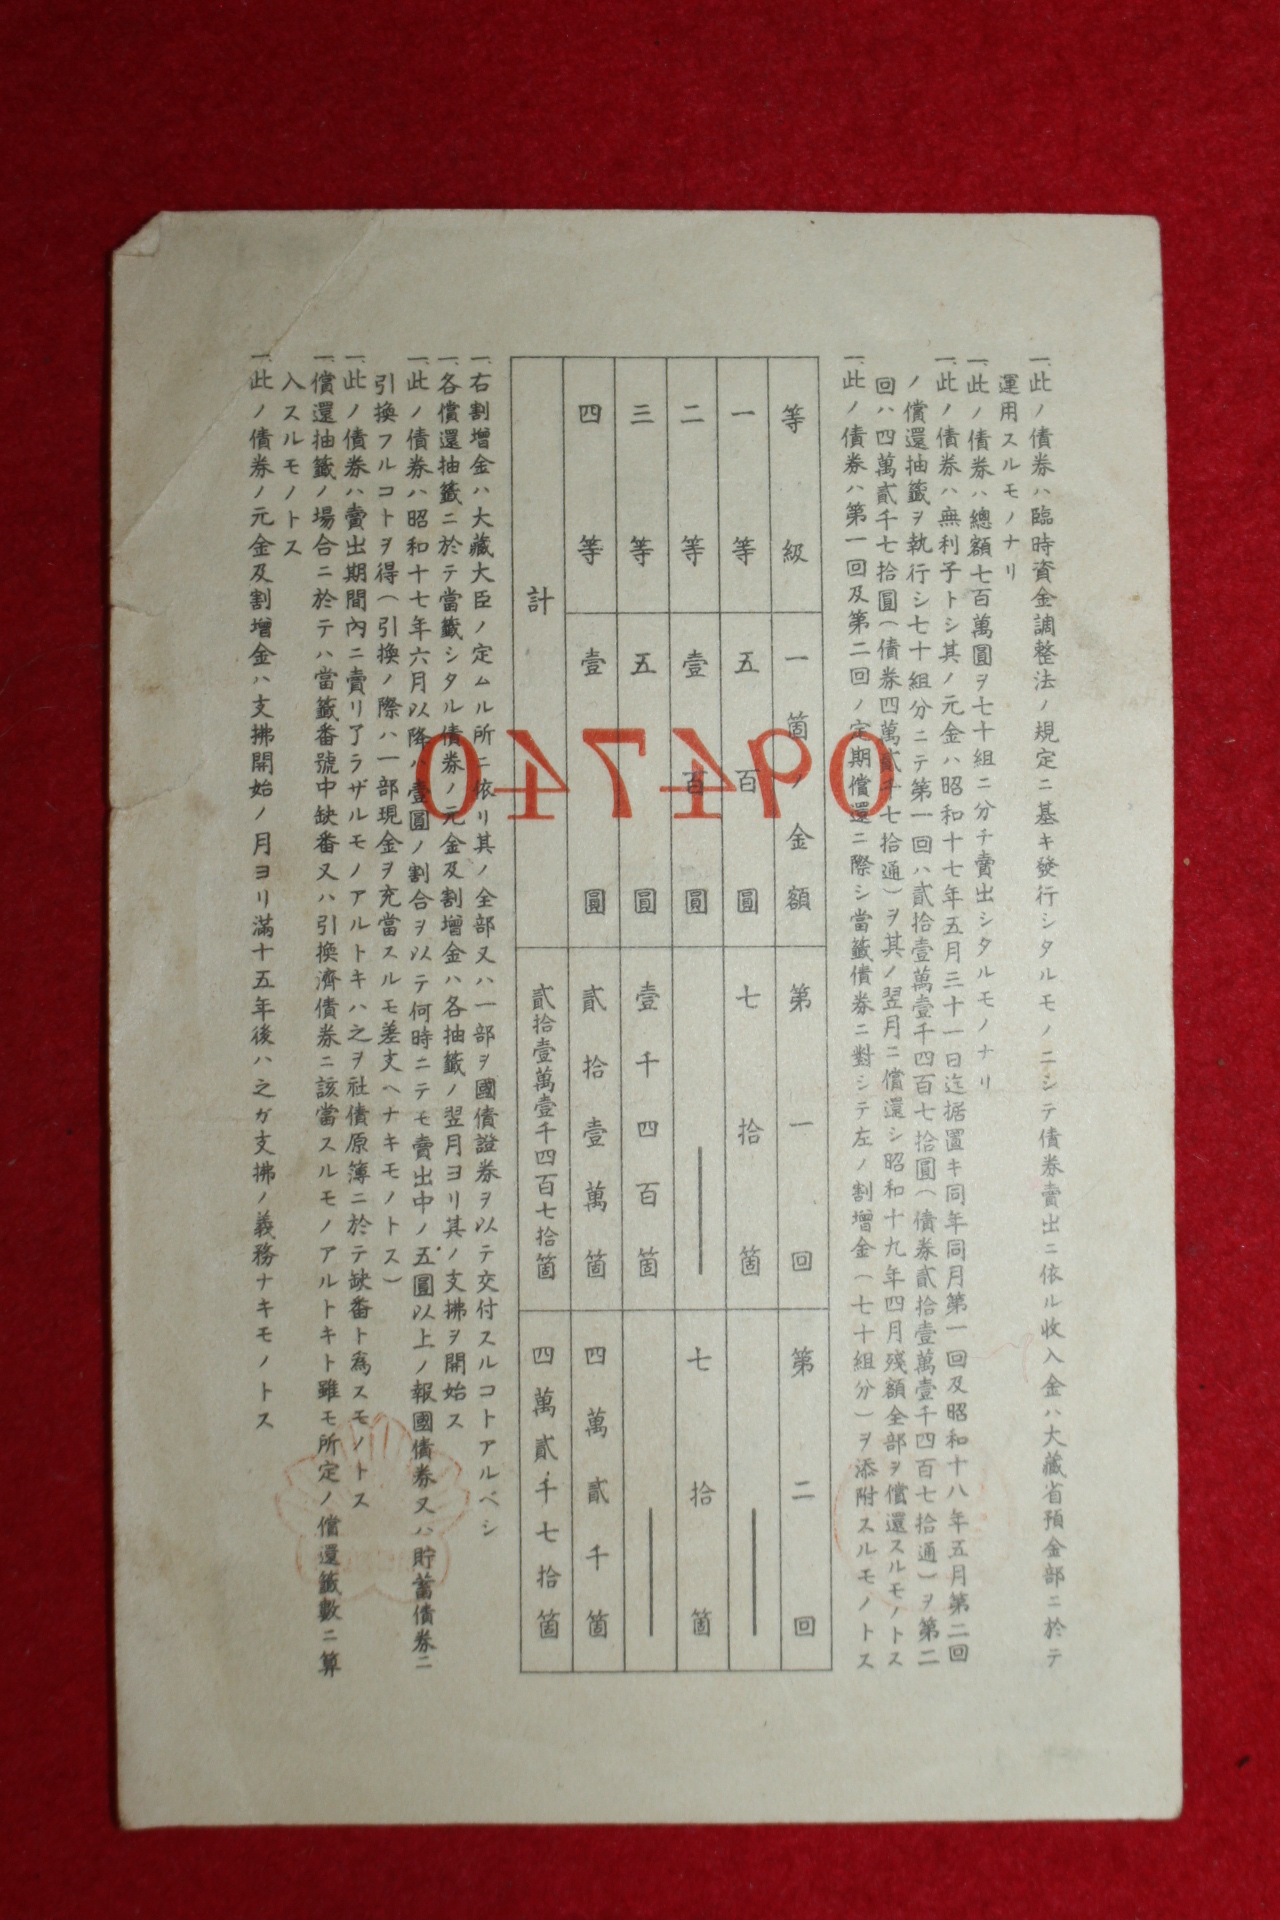 一、此ノ債券ハ臨時資金調整法ノ規定ニ基キ發行シタルモノニシテ債券賣出ニ依ル收入金ハ大藏省預金部ニ於テ
運用スルモノナリ
一、此ノ債券ハ總額七百萬圓ヲ七十組ニ分チ賣出シタルモノナリ
一、此ノ債券ハ無利子トシ其ノ元金ハ昭和十七年五月三十一日迄据置キ同年同月第一回及昭和十八年五月第二回
ノ償還抽籤ヲ執行シ七十組分ニテ第一回ハ貳拾壹萬壹千四百七拾圓(債券貳拾壹萬壹千四百七拾通)ヲ第二
回ハ四萬貳千七拾圓(債券四萬貳千七拾通)ヲ其ノ翌月ニ償還シ昭和十九年四月殘額全部ヲ償還スルモノトス
一、此ノ債券ハ第一回及第二回ノ定期償還ニ際シ當籤債券ニ對シテ左ノ割增金(七十組分)ヲ添附スルモノトス
等級 一箇ノ金額 第一回 第二回
一等 五百圓 七拾箇 ——
二等 壹百圓 —— 七拾箇
三等 五圓 壹千四百箇 ——
四等 壹圓 貳拾壹萬箇 四萬貳千箇
計 貳拾壹萬壹千四百七拾箇 四萬貳千七拾箇
094740
一、右割增金ハ大藏大臣ノ定ムル所ニ依リ其ノ全部又ハ一部ヲ國債證券ヲ以テ交付スルコトアルベシ
一、各償還抽籤ニ於テ當籤シタル債券ノ元金及割增金ハ各抽籤ノ翌月ヨリ其ノ支拂ヲ開始ス
一、此ノ債券ハ昭和十七年六月以降ハ壹圓ノ割合ヲ以テ何時ニテモ賣出中ノ五圓以上ノ報國債券又ハ貯蓄債券ニ
引換フルコトヲ得(引換ノ際ハ一部現金ヲ充當スルモ差支ヘナキモノトス)
一、此ノ債券ハ賣出期間內ニ賣リ了ラザルモノアルトキハ之ヲ社債原簿ニ於テ缺番ト爲スモノトス
一、償還抽籤ノ場合ニ於テハ當籤番號中缺番又ハ引換濟債券ニ該當スルモノアルトキト雖モ所定ノ償還籤數ニ算
入スルモノトス
一、此ノ債券ノ元金及割增金ハ支拂開始ノ月ヨリ滿十五年後ハ之ガ支拂ノ義務ナキモノトス